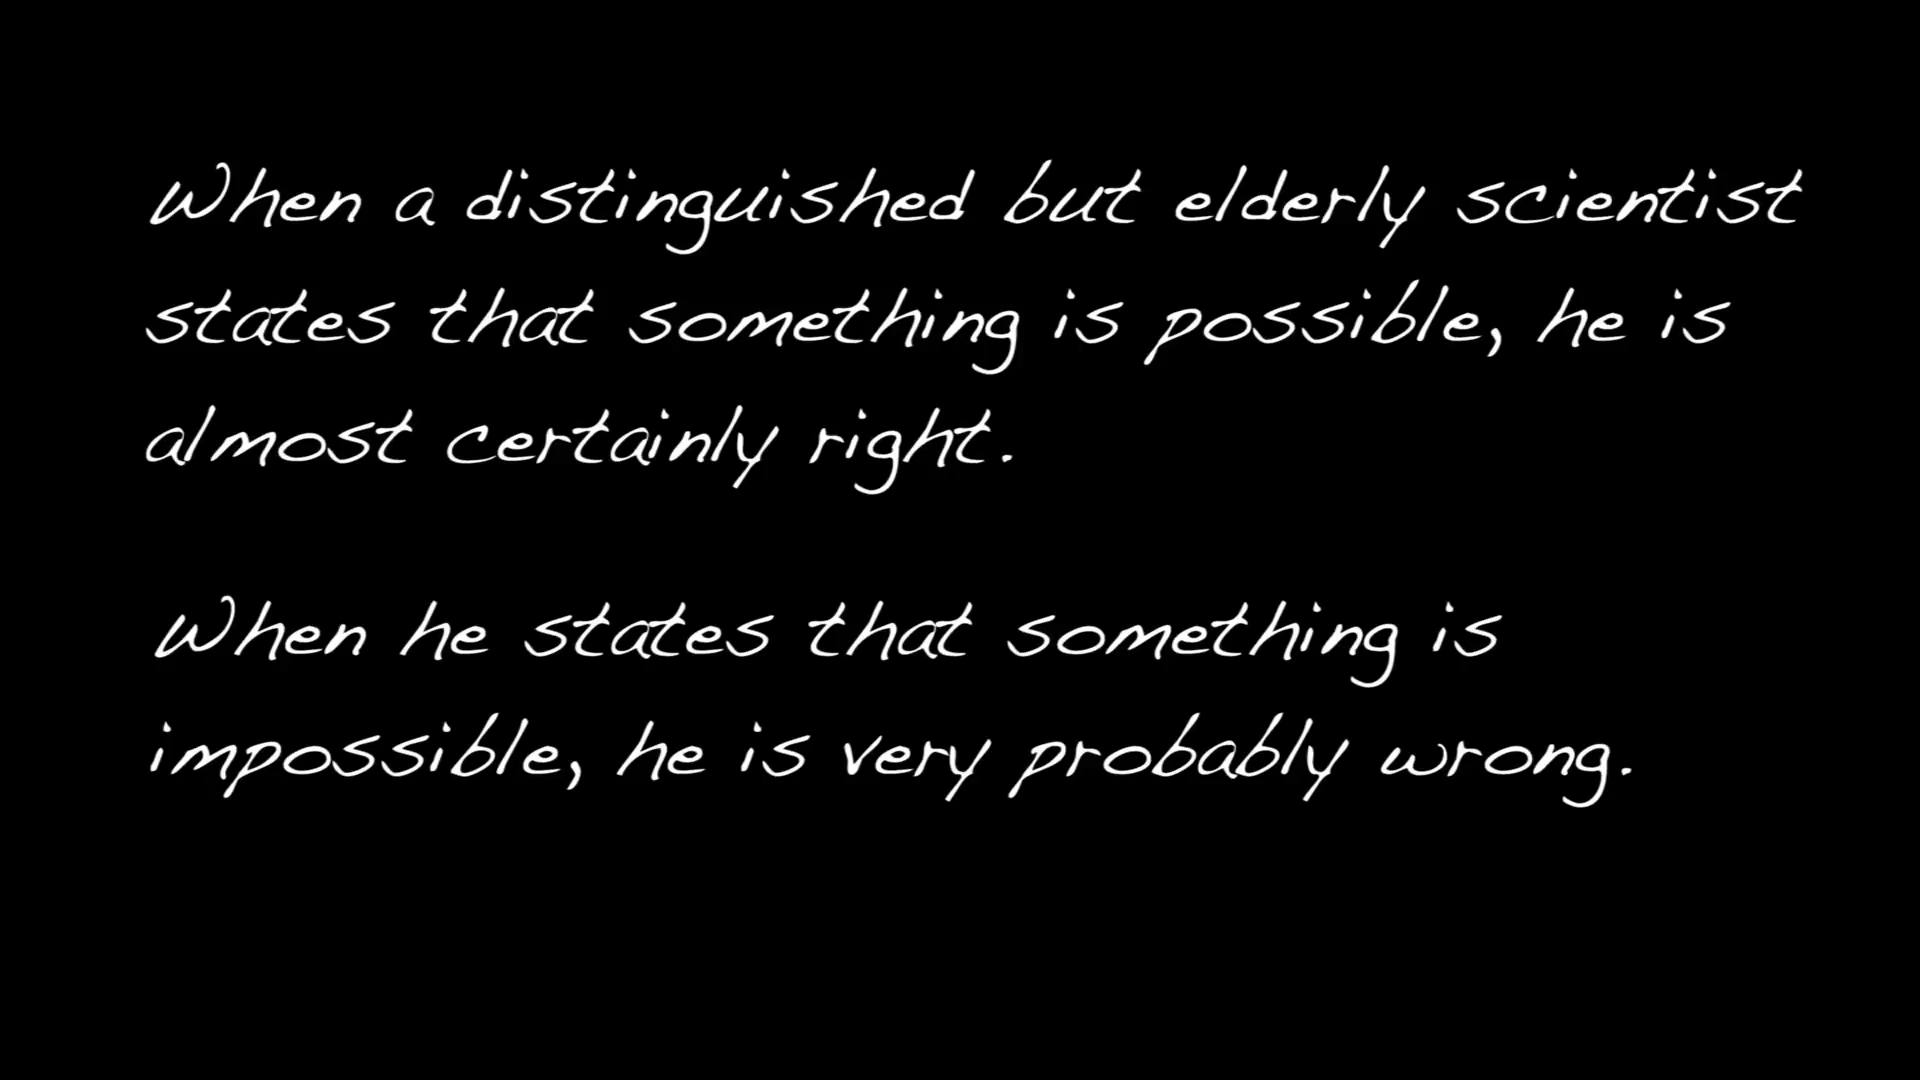 When a distinguished but elderly scientist
states that something is possible, he is
almost certainly right.
When he states that something is
impossible, he is very probably wrong.